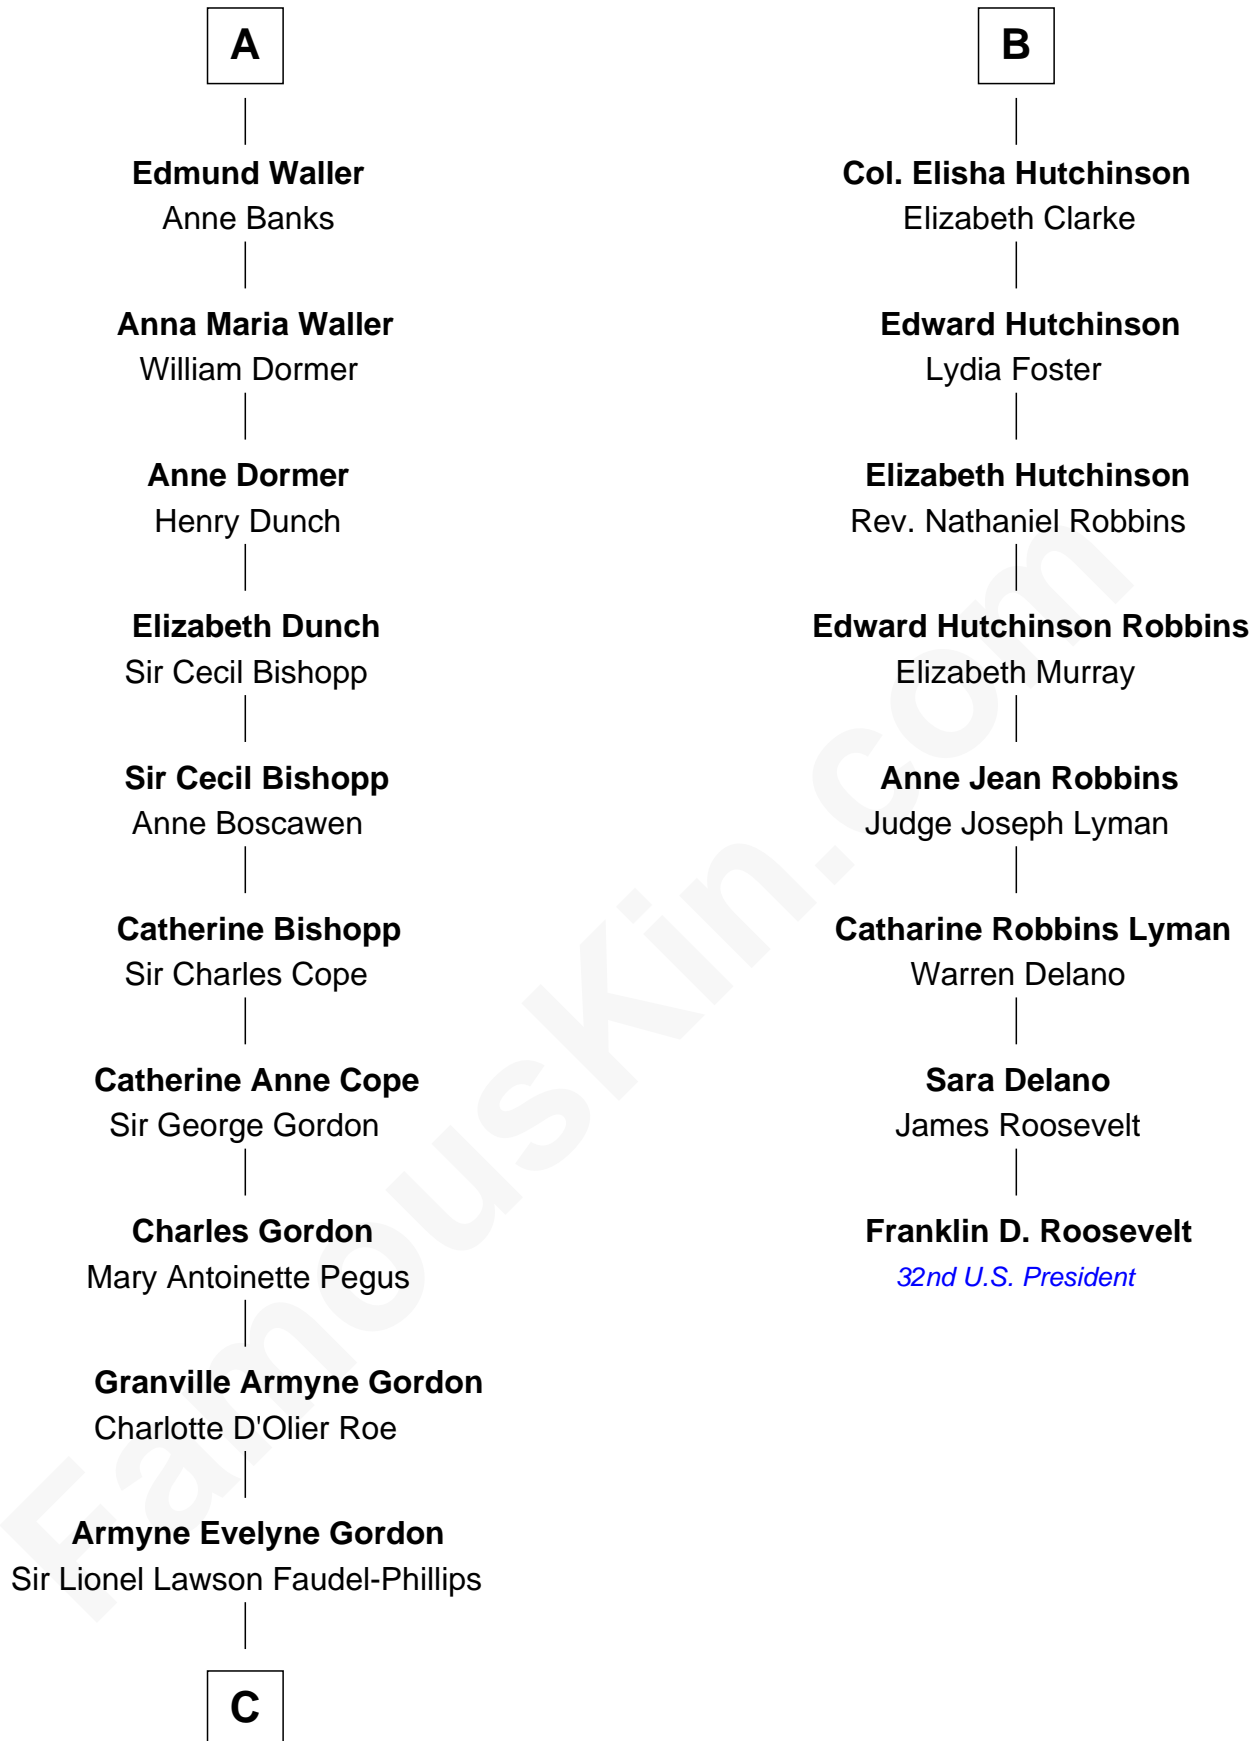 A
Edmund Waller
Anne Banks
Anna Maria Waller
William Dormer
Anne Dormer
Henry Dunch
Elizabeth Dunch
Sir Cecil Bishopp
Sir Cecil Bishopp
Anne Boscawen
Catherine Bishopp
Sir Charles Cope
Catherine Anne Cope
Sir George Gordon
Charles Gordon
Mary Antoinette Pegus
Granville Armyne Gordon
Charlotte D'Olier Roe
Armyne Evelyne Gordon
Sir Lionel Lawson Faudel-Phillips
C
B
Col. Elisha Hutchinson
Elizabeth Clarke
Edward Hutchinson
Lydia Foster
Elizabeth Hutchinson
Rev. Nathaniel Robbins
Edward Hutchinson Robbins
Elizabeth Murray
Anne Jean Robbins
Judge Joseph Lyman
Catharine Robbins Lyman
Warren Delano
Sara Delano
James Roosevelt
Franklin D. Roosevelt
32nd U.S. President
FamousKin.com